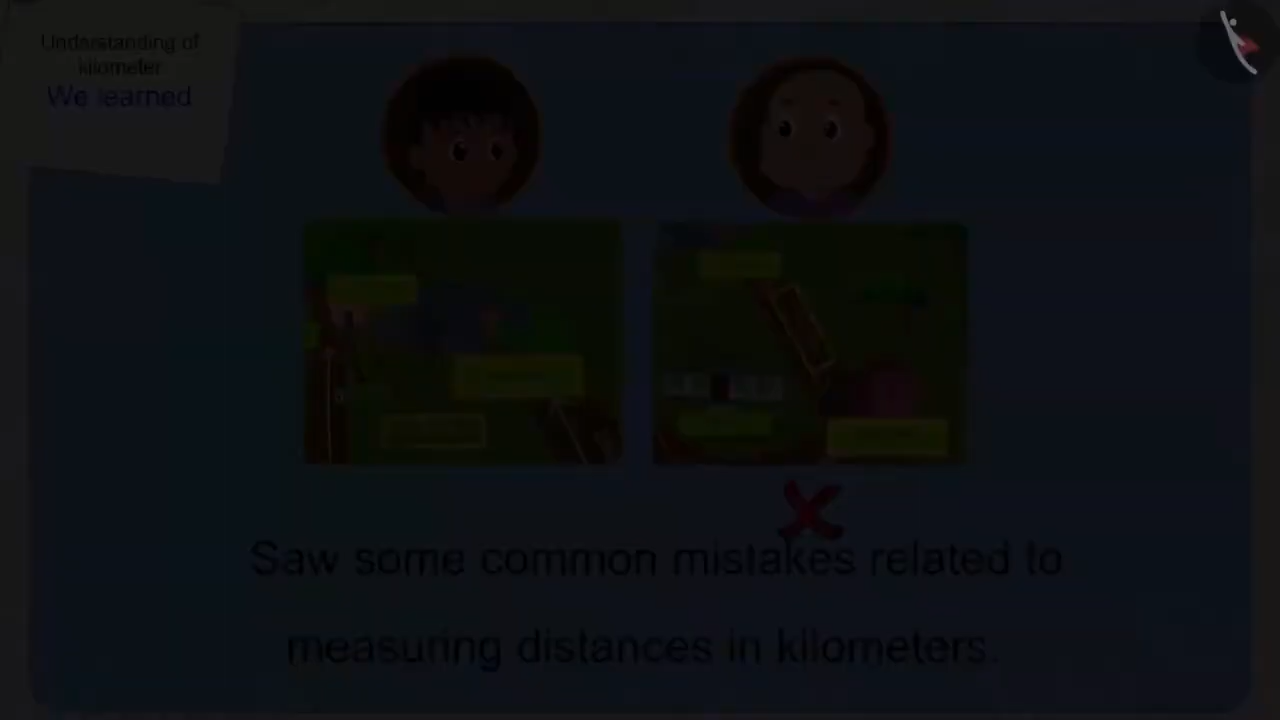 Understanding of
kilometer
We learned
Saw some common mistakes related to
measuring distances in kilometers.